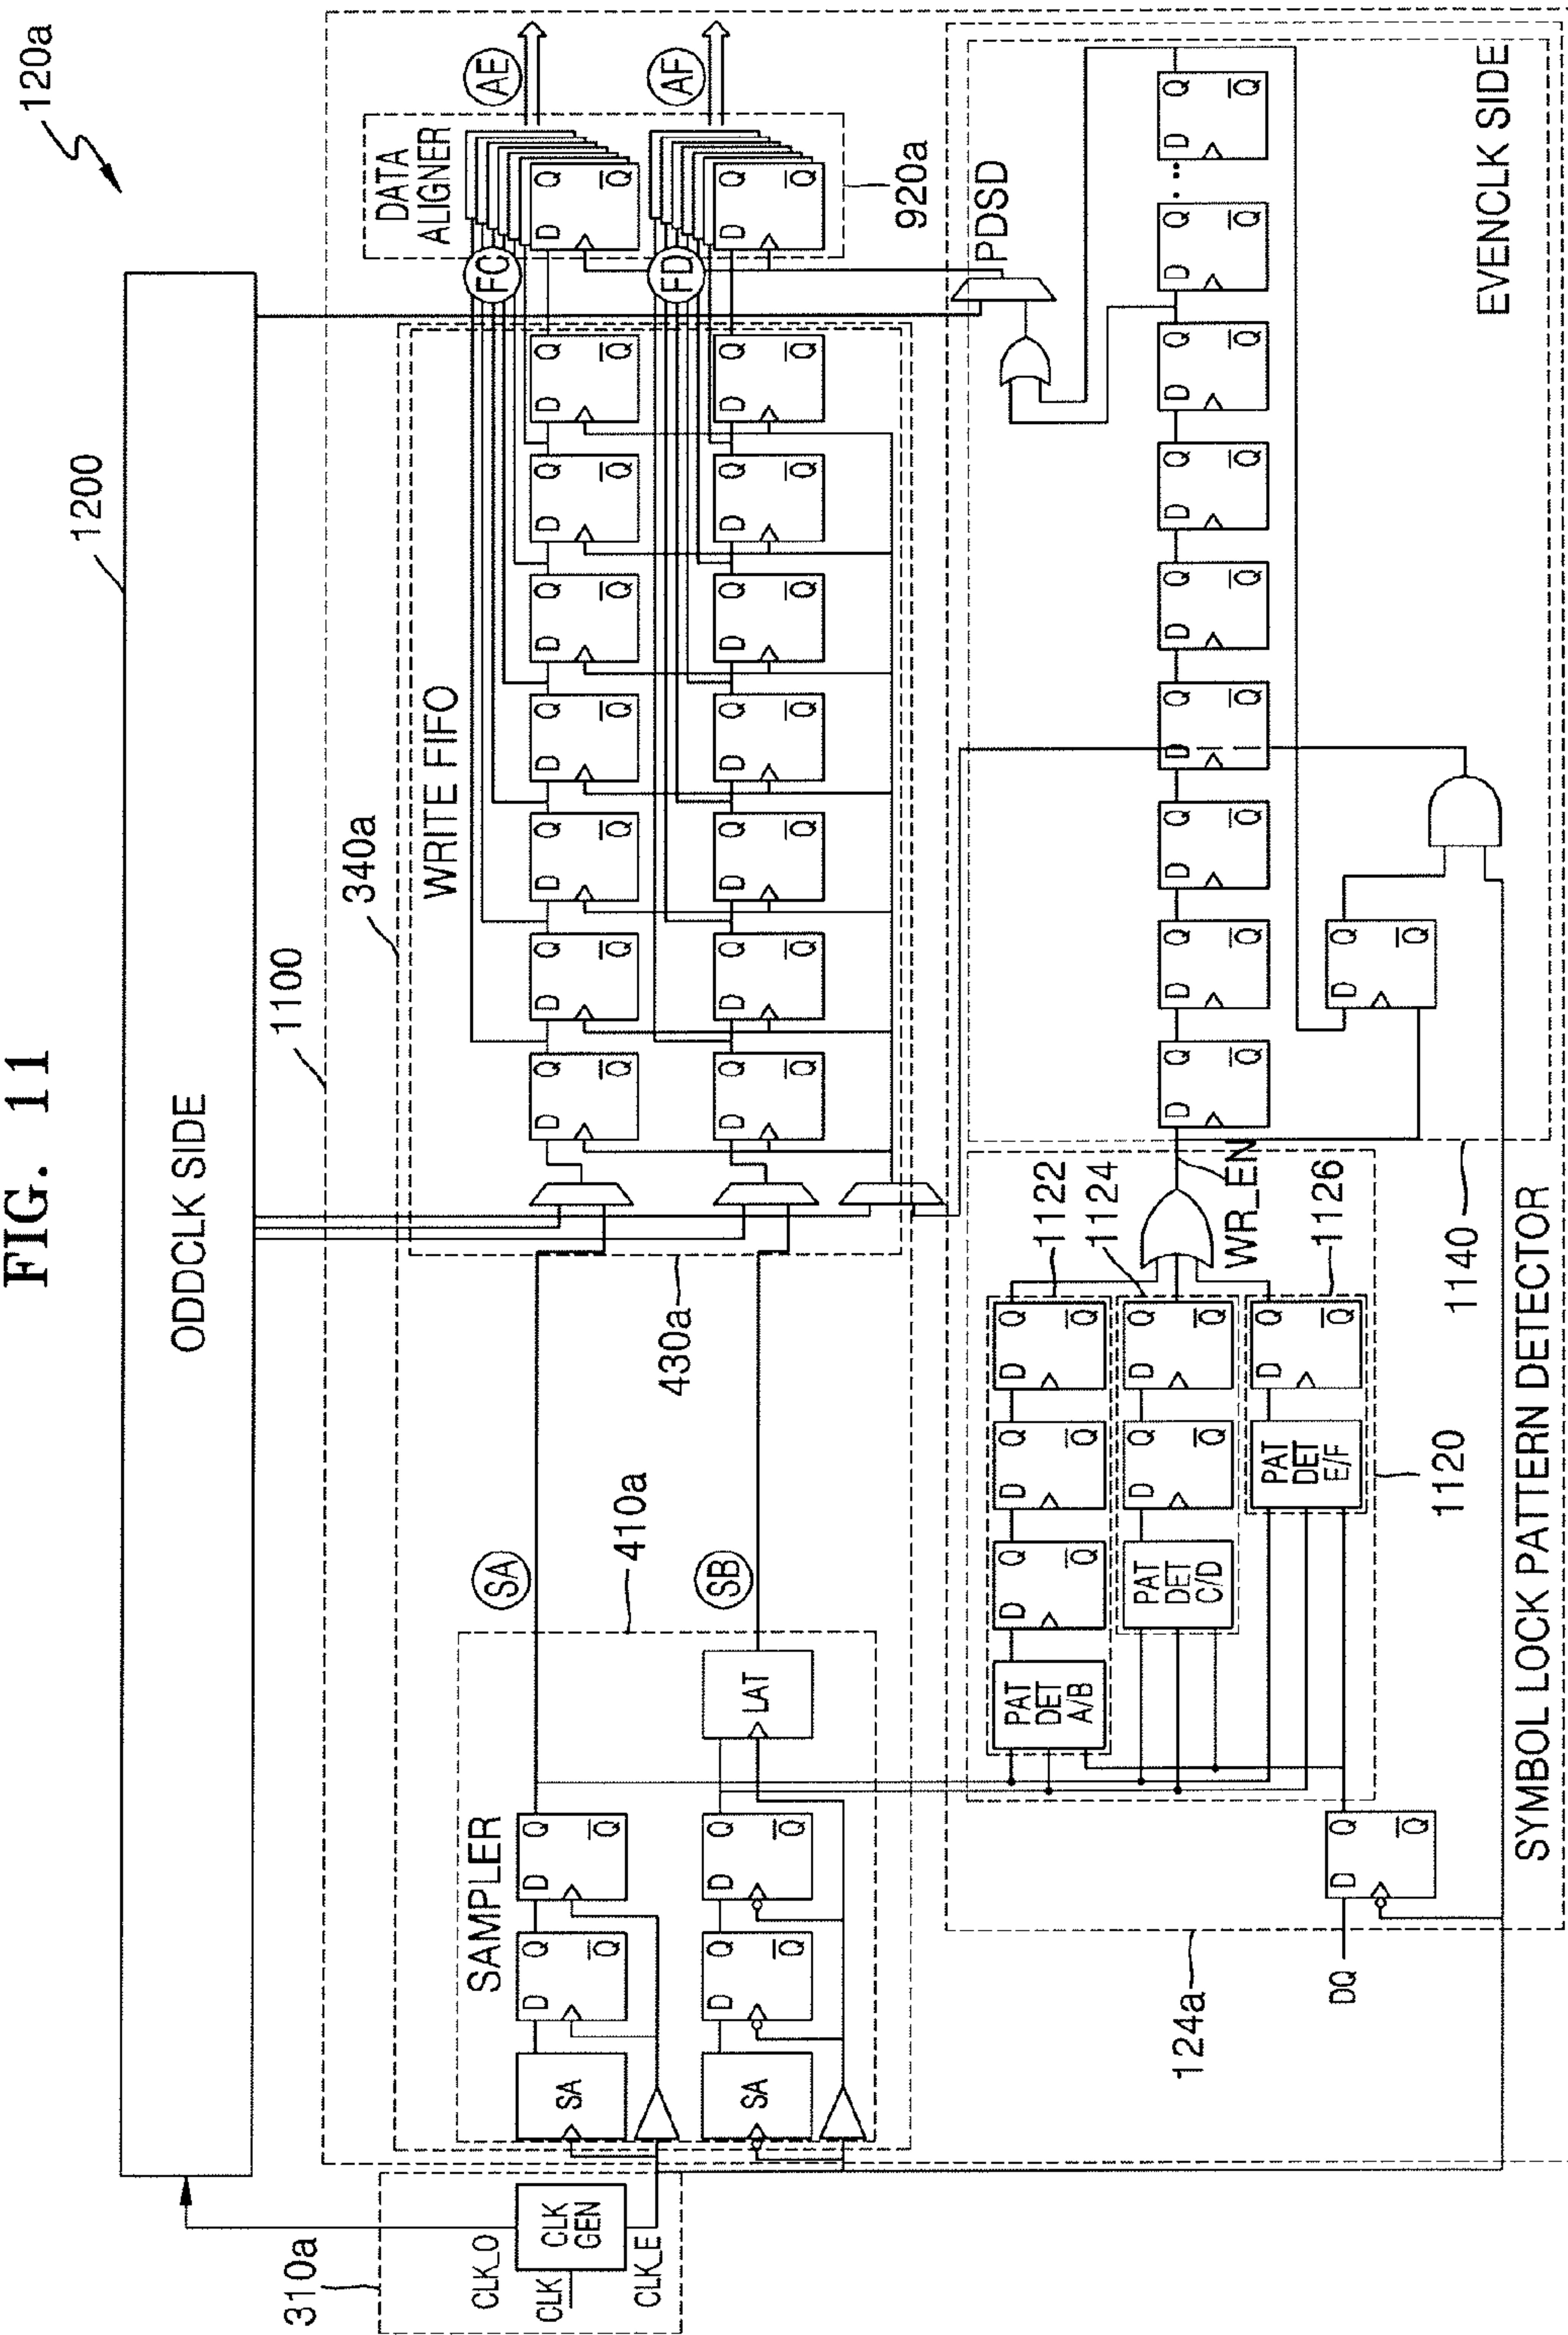 FIG. 11
120a
1200
ODDCLK SIDE
1100
310a
340a
CLK_O
CLK
CLK GEN
CLK_E
SAMPLER
410a
SA
D Q D Q
Q̅ Q̅
SA
D Q D Q
Q̅ Q̅
LAT
SA
SB
430a
WRITE FIFO
D Q D Q D Q D Q D Q D Q D Q
Q̅ Q̅ Q̅ Q̅ Q̅ Q̅ Q̅
D Q D Q D Q D Q D Q D Q D Q
Q̅ Q̅ Q̅ Q̅ Q̅ Q̅ Q̅
DATA
ALIGNER
FC
D Q
Q̅
AE
FD
D Q
Q̅
AF
920a
PDSD
124a
DQ
D Q
Q̅
PAT
DET
A/B
D Q D Q D Q
Q̅ Q̅ Q̅
1122
PAT
DET
C/D
D Q D Q
Q̅ Q̅
1124
PAT
DET
E/F
D Q
Q̅
1126
1120
WR_EN
D Q D Q D Q D Q D Q D Q D Q D Q ... D Q
Q̅ Q̅ Q̅ Q̅ Q̅ Q̅ Q̅ Q̅ Q̅
D Q
Q̅
1140
EVENCLK SIDE
SYMBOL LOCK PATTERN DETECTOR